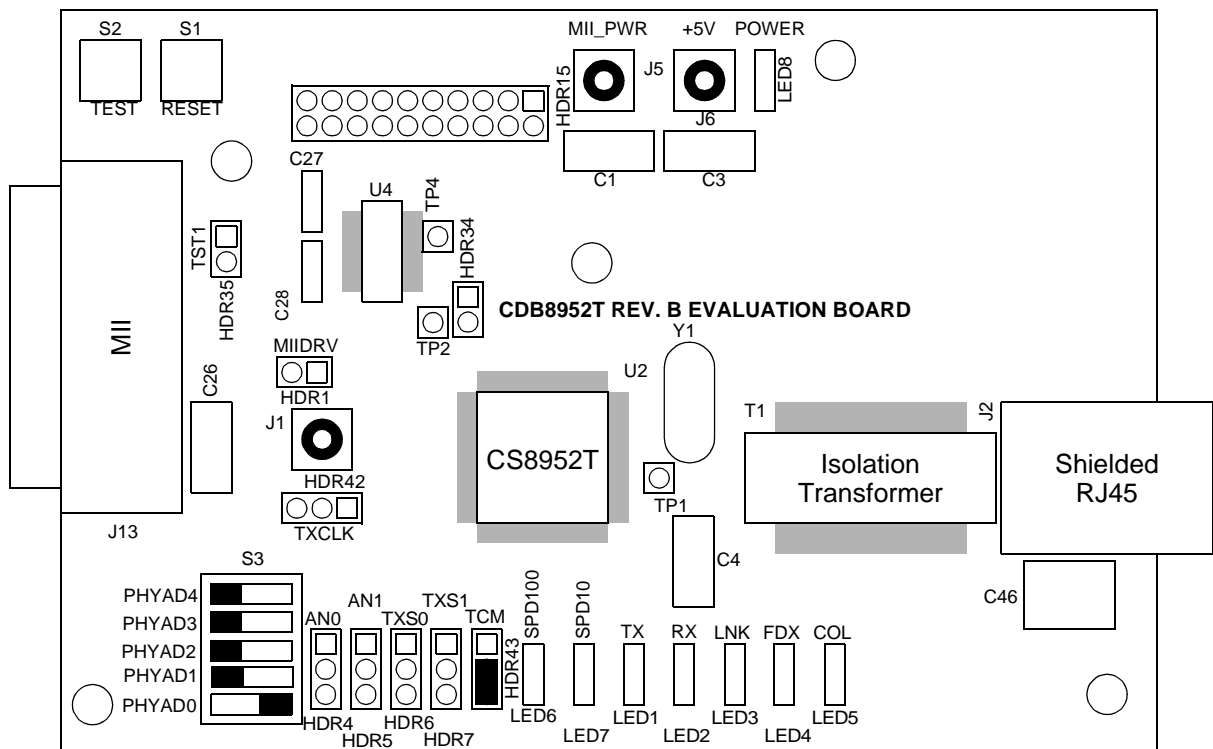 S2
S1
MII_PWR
+5V
POWER
TEST
RESET
HDR15
J5
J6
LED8
C1
C3
C27
U4
TP4
HDR34
TST1
HDR35
C28
CDB8952T REV. B EVALUATION BOARD
TP2
Y1
MII
MIIDRV
HDR1
U2
C26
J1
T1
J2
CS8952T
Isolation
Transformer
Shielded
RJ45
HDR42
TXCLK
TP1
J13
C4
S3
C46
PHYAD4
PHYAD3
PHYAD2
PHYAD1
PHYAD0
AN0
AN1
TXS0
TXS1
TCM
HDR43
SPD100
SPD10
TX
RX
LNK
FDX
COL
HDR4
HDR5
HDR6
HDR7
LED6
LED7
LED1
LED2
LED3
LED4
LED5